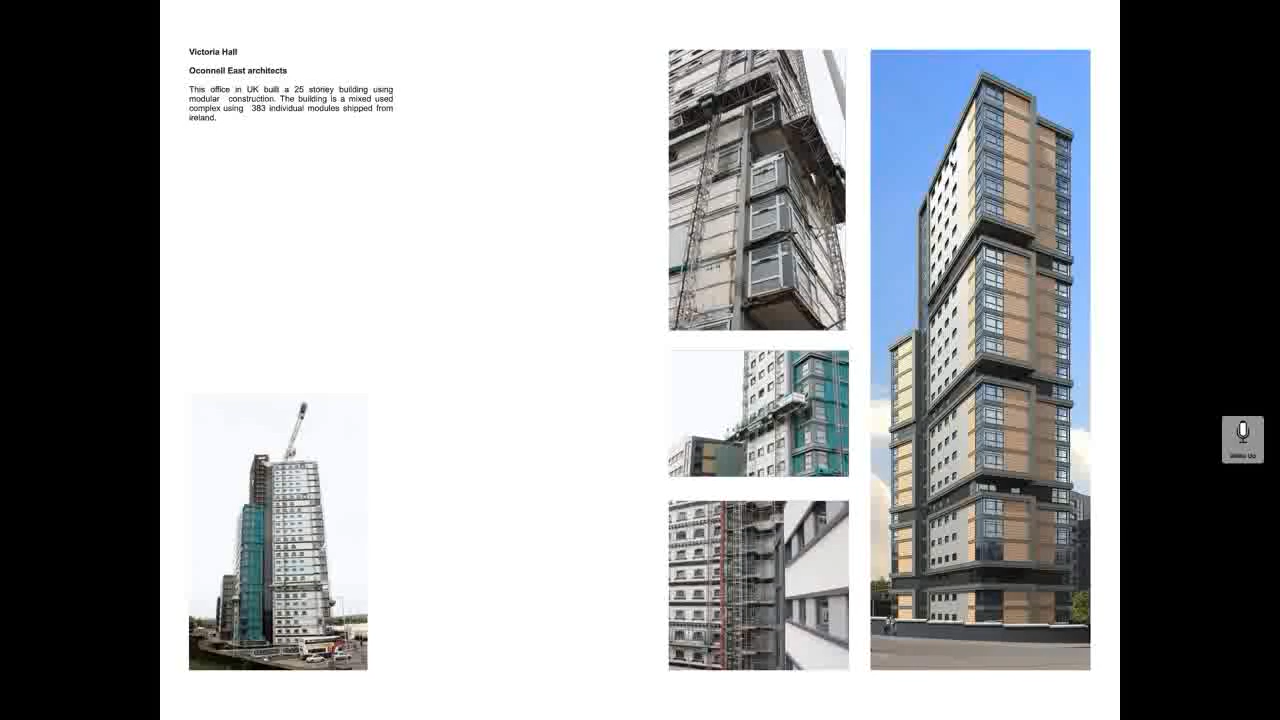 Victoria Hall
Oconnell East architects
This office in UK built a 25 storiey building using
modular construction. The building is a mixed used
complex using 383 individual modules shipped from
ireland.